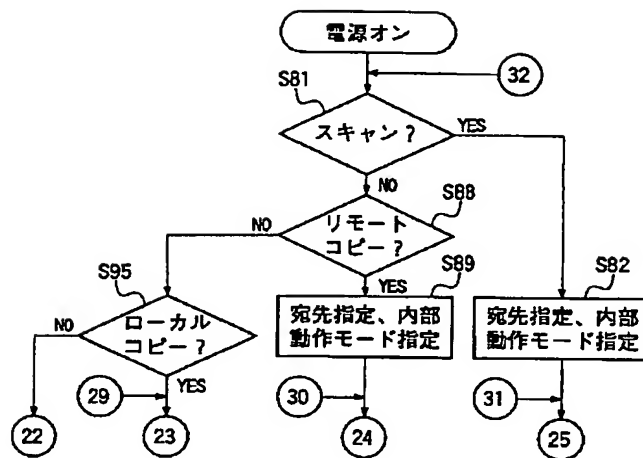 電源オン
32
S81
スキャン？
YES
NO
S88
リモート
コピー？
NO
YES
S95
ローカル
コピー？
NO
YES
S89
宛先指定、内部
動作モード指定
S82
宛先指定、内部
動作モード指定
29
30
31
22
23
24
25